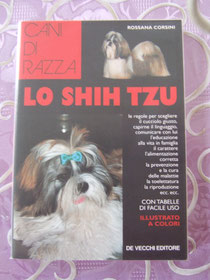 CANI
DI
RAZZA
ROSSANA CORSINI
LO SHIH TZU
le regole per scegliere
il cucciolo giusto,
capirne il linguaggio,
comunicare con lui
l'educazione
alla vita in famiglia
il carattere
l'alimentazione
corretta
la prevenzione
e la cura
delle malattie
la toelettatura
la riproduzione
ecc. ecc.
CON TABELLE
DI FACILE USO
ILLUSTRATO
A COLORI
DE VECCHI EDITORE